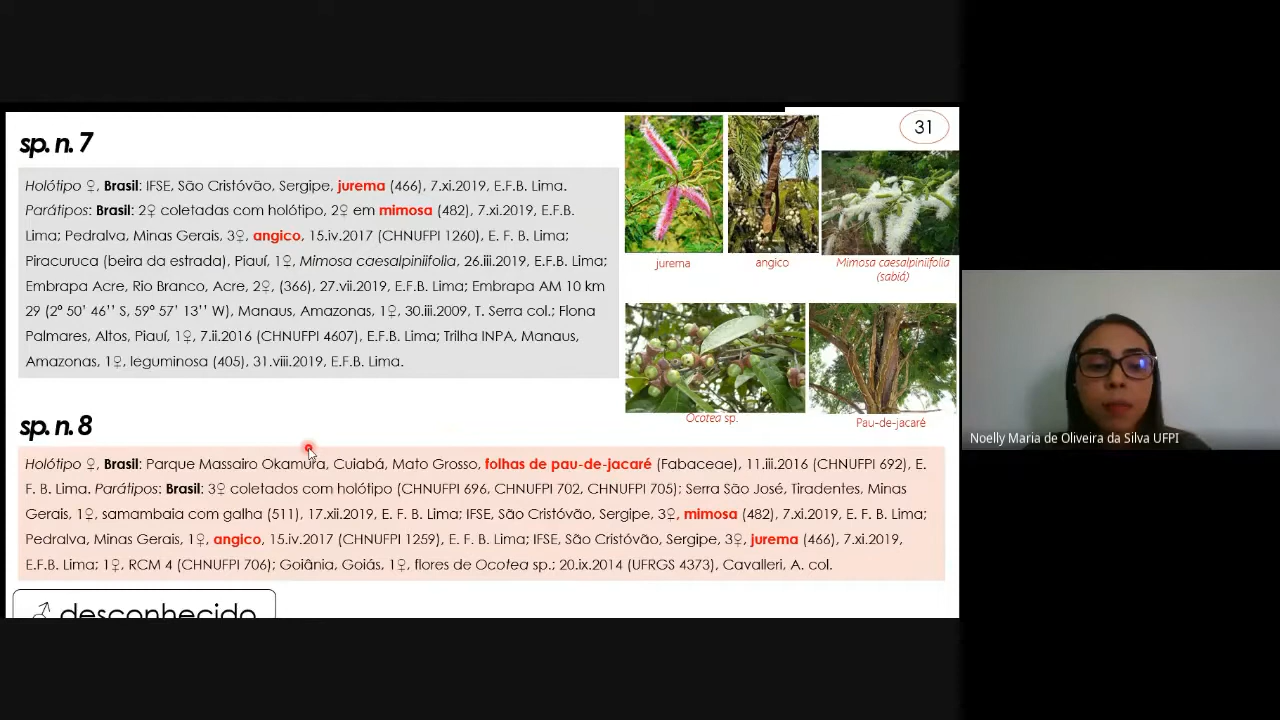 31
sp. n. 7
Holótipo ♀, Brasil: IFSE, São Cristóvão, Sergipe, jurema (466), 7.xi.2019, E.F.B. Lima.
Parátipos: Brasil: 2♀ coletadas com holótipo, 2♀ em mimosa (482), 7.xi.2019, E.F.B.
Lima; Pedralva, Minas Gerais, 3♀, angico, 15.iv.2017 (CHNUFPI 1260), E. F. B. Lima;
Piracuruca (beira da estrada), Piauí, 1♀, Mimosa caesalpiniifolia, 26.iii.2019, E.F.B. Lima;
Embrapa Acre, Rio Branco, Acre, 2♀, (366), 27.vii.2019, E.F.B. Lima; Embrapa AM 10 km
29 (2º 50' 46'' S, 59º 57' 13'' W), Manaus, Amazonas, 1♀, 30.iii.2009, T. Serra col.; Flona
Palmares, Altos, Piauí, 1♀, 7.ii.2016 (CHNUFPI 4607), E.F.B. Lima; Trilha INPA, Manaus,
Amazonas, 1♀, leguminosa (405), 31.viii.2019, E.F.B. Lima.
jurema
angico
Mimosa caesalpiniifolia
(sabiá)
Ocotea sp.
Pau-de-jacaré
sp. n. 8
Holótipo ♀, Brasil: Parque Massairo Okamura, Cuiabá, Mato Grosso, folhas de pau-de-jacaré (Fabaceae), 11.iii.2016 (CHNUFPI 692), E.
F. B. Lima. Parátipos: Brasil: 3♀ coletados com holótipo (CHNUFPI 696, CHNUFPI 702, CHNUFPI 705); Serra São José, Tiradentes, Minas
Gerais, 1♀, samambaia com galha (511), 17.xii.2019, E. F. B. Lima; IFSE, São Cristóvão, Sergipe, 3♀, mimosa (482), 7.xi.2019, E. F. B. Lima;
Pedralva, Minas Gerais, 1♀, angico, 15.iv.2017 (CHNUFPI 1259), E. F. B. Lima; IFSE, São Cristóvão, Sergipe, 3♀, jurema (466), 7.xi.2019,
E.F.B. Lima; 1♀, RCM 4 (CHNUFPI 706); Goiânia, Goiás, 1♀, flores de Ocotea sp.; 20.ix.2014 (UFRGS 4373), Cavalleri, A. col.
♂ desconhecido
Noelly Maria de Oliveira da Silva UFPI